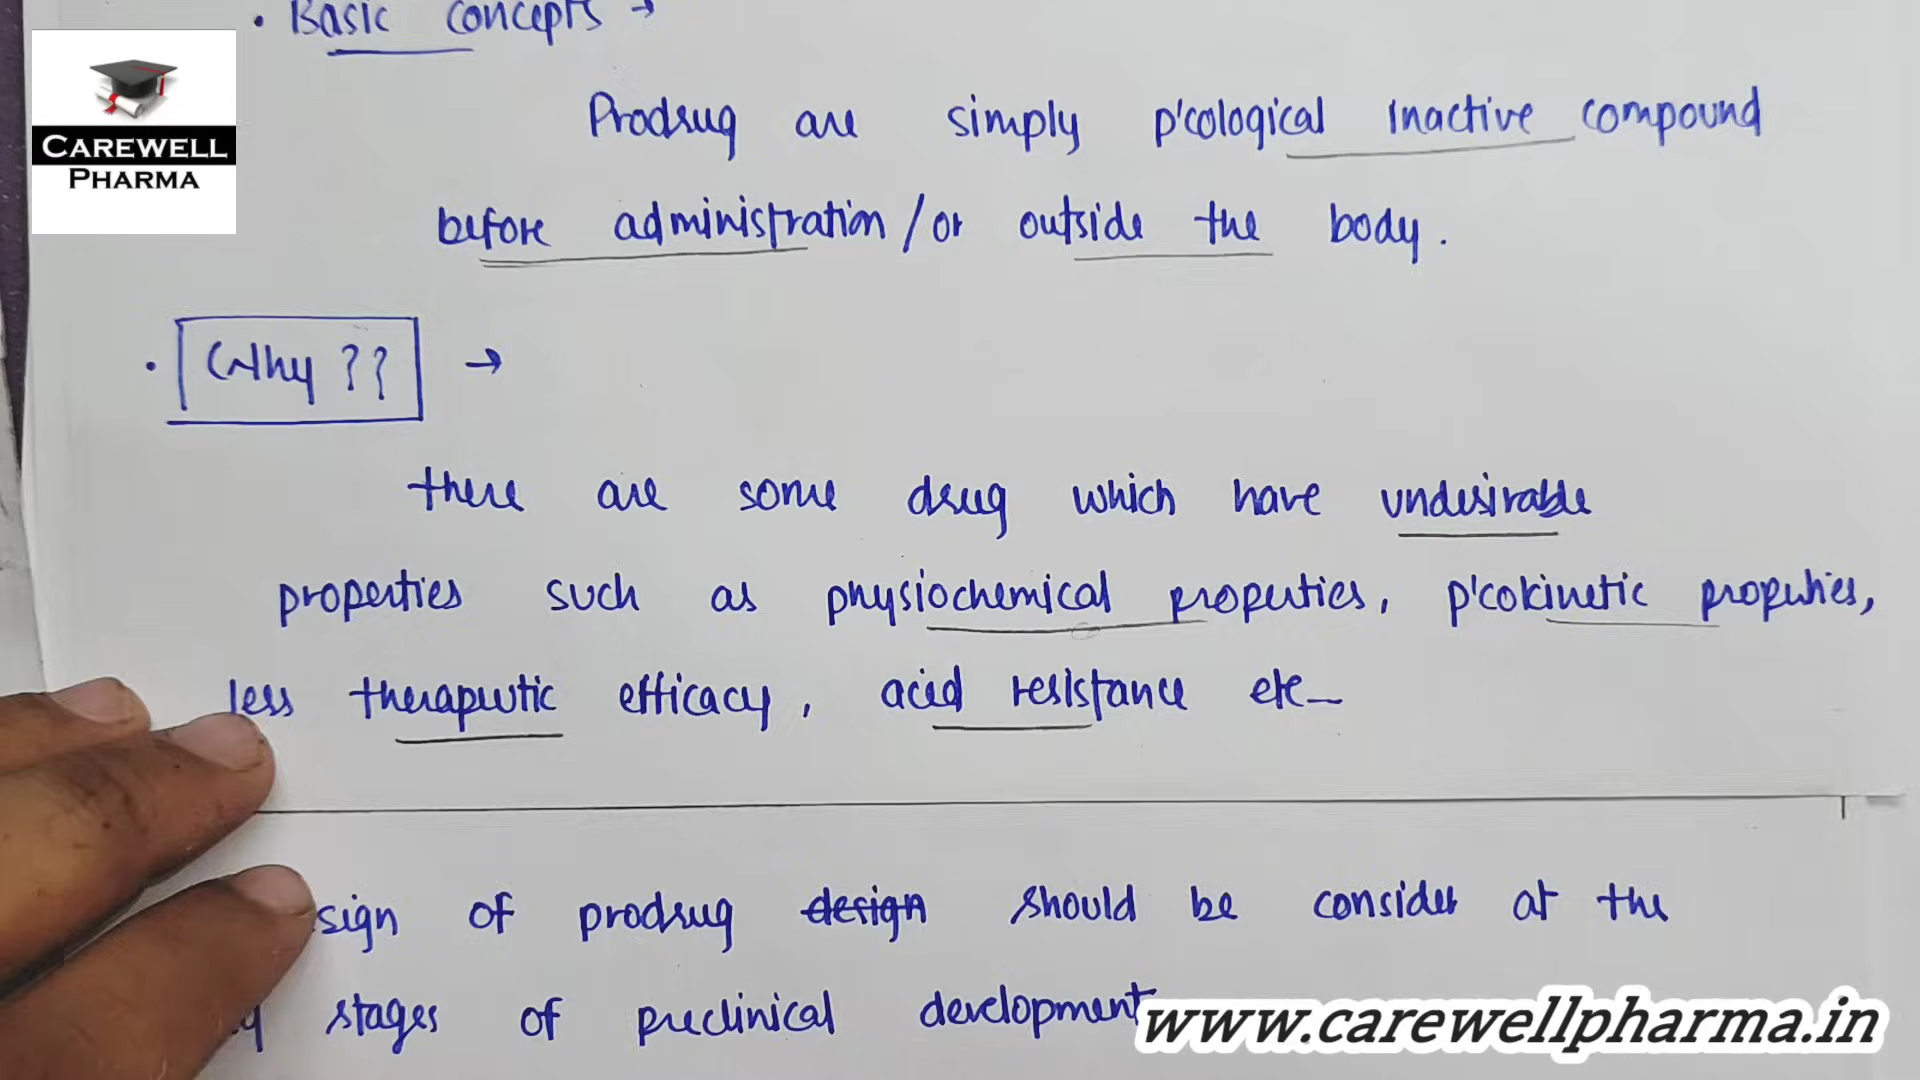 • Basic concepts →
CAREWELL
PHARMA
Prodrug are simply p'cological inactive compound
before administration / or outside the body.
• Why ?? →
there are some drug which have undesirable
properties such as physiochemical properties, p'cokinetic properties,
less therapeutic efficacy, acid resistance etc—
sign of prodrug design should be consider at the
stages of preclinical development
www.carewellpharma.in